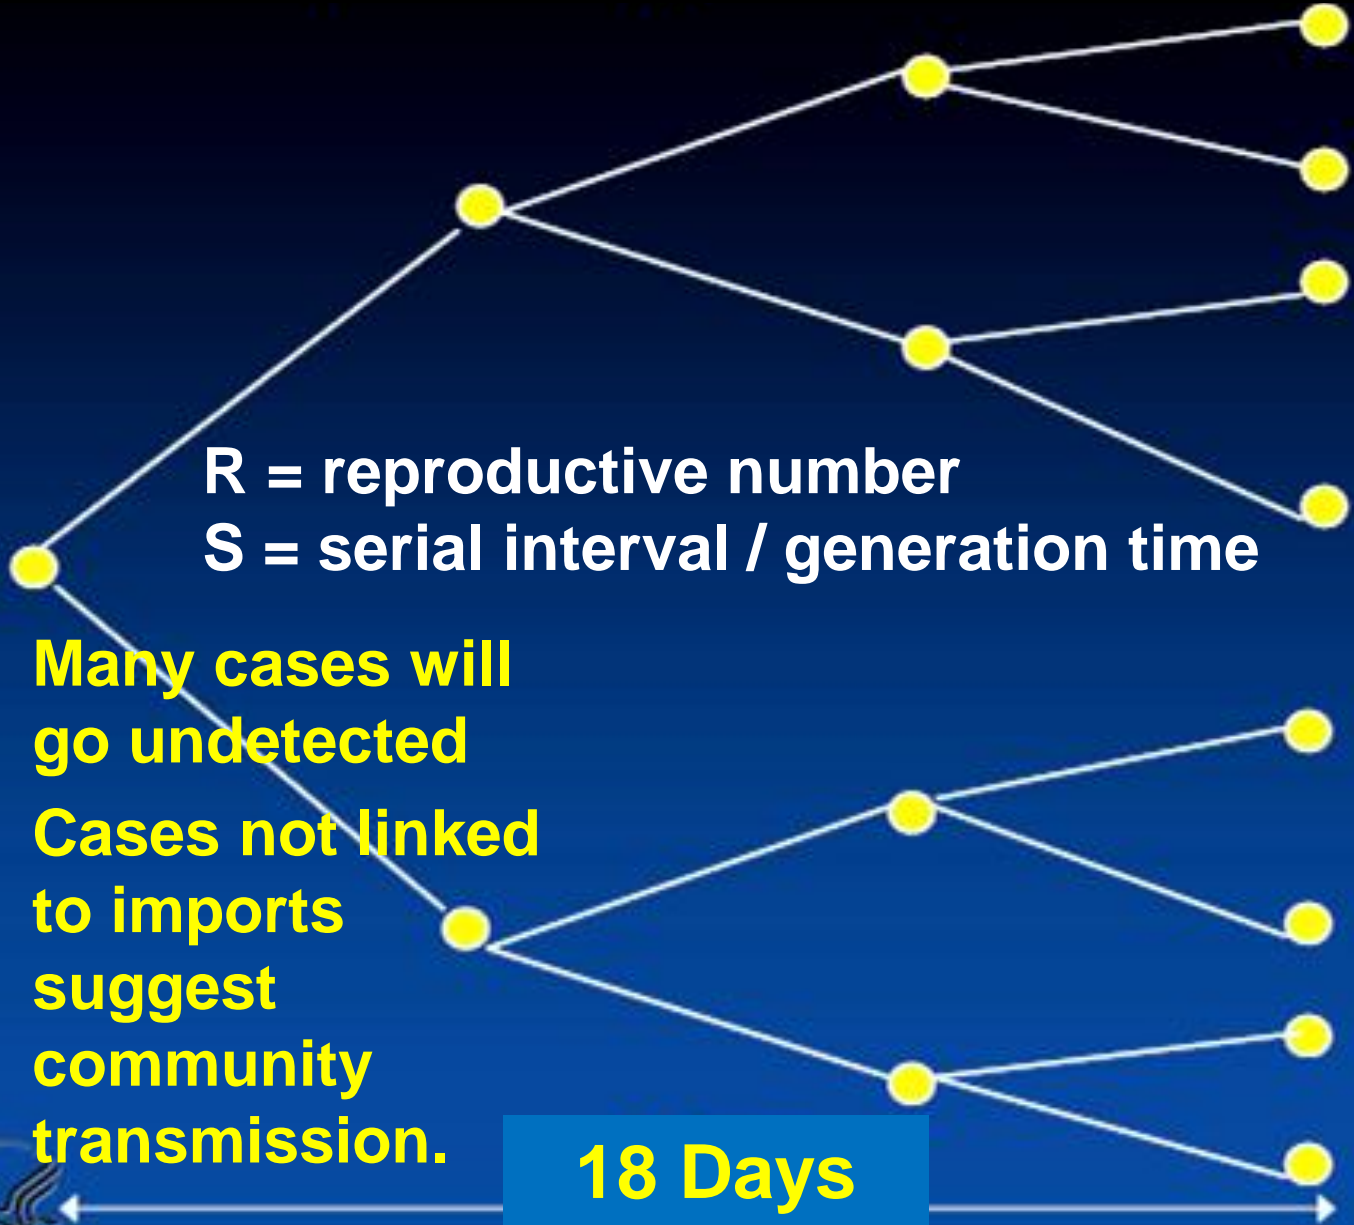 R = reproductive number
S = serial interval / generation time
Many cases will
go undetected
Cases not linked
to imports
suggest
community
transmission.
18 Days